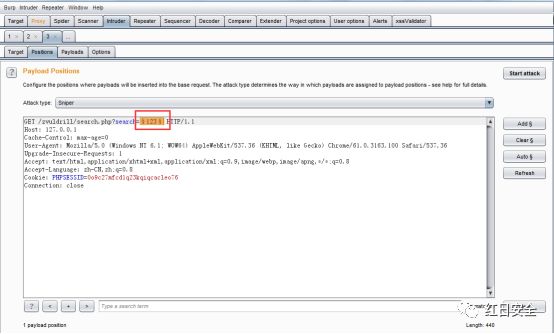 Burp Intruder Repeater Window Help
Target Proxy Spider Scanner Intruder Repeater Sequencer Decoder Comparer Extender Project options User options Alerts xssValidator
1 × 2 × 3 × ...
Target Positions Payloads Options
? Payload Positions Start attack
Configure the positions where payloads will be inserted into the base request. The attack type determines the way in which payloads are assigned to payload positions - see help for full details.
Attack type: Sniper
GET /zvuldrill/search.php?search=§123§ HTTP/1.1 Add §
Host: 127.0.0.1
Cache-Control: max-age=0 Clear §
User-Agent: Mozilla/5.0 (Windows NT 6.1; WOW64) AppleWebKit/537.36 (KHTML, like Gecko) Chrome/61.0.3163.100 Safari/537.36
Upgrade-Insecure-Requests: 1 Auto §
Accept: text/html,application/xhtml+xml,application/xml;q=0.9,image/webp,image/apng,*/*;q=0.8
Accept-Language: zh-CN,zh;q=0.8 Refresh
Connection: close
? < + > Type a search term
红日安全
1 payload position Length: 440